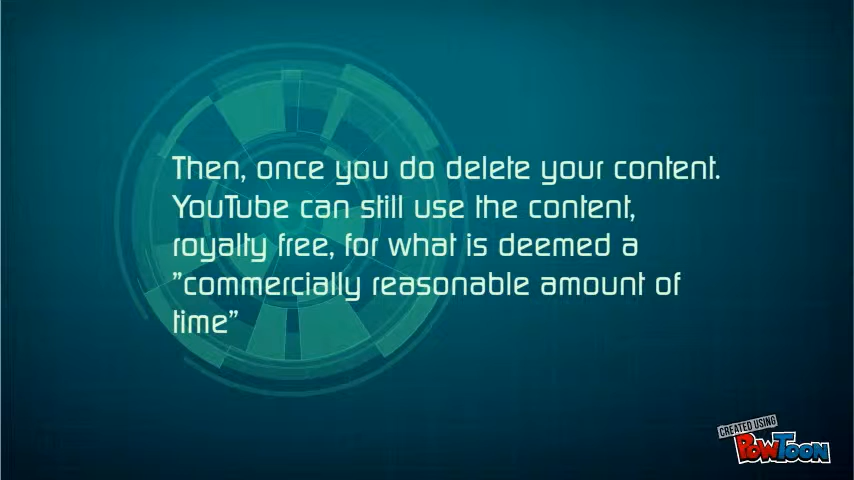 Then, once you do delete your content.
YouTube can still use the content,
royalty free, for what is deemed a
"commercially reasonable amount of
time"
CREATED USING
POWTOON